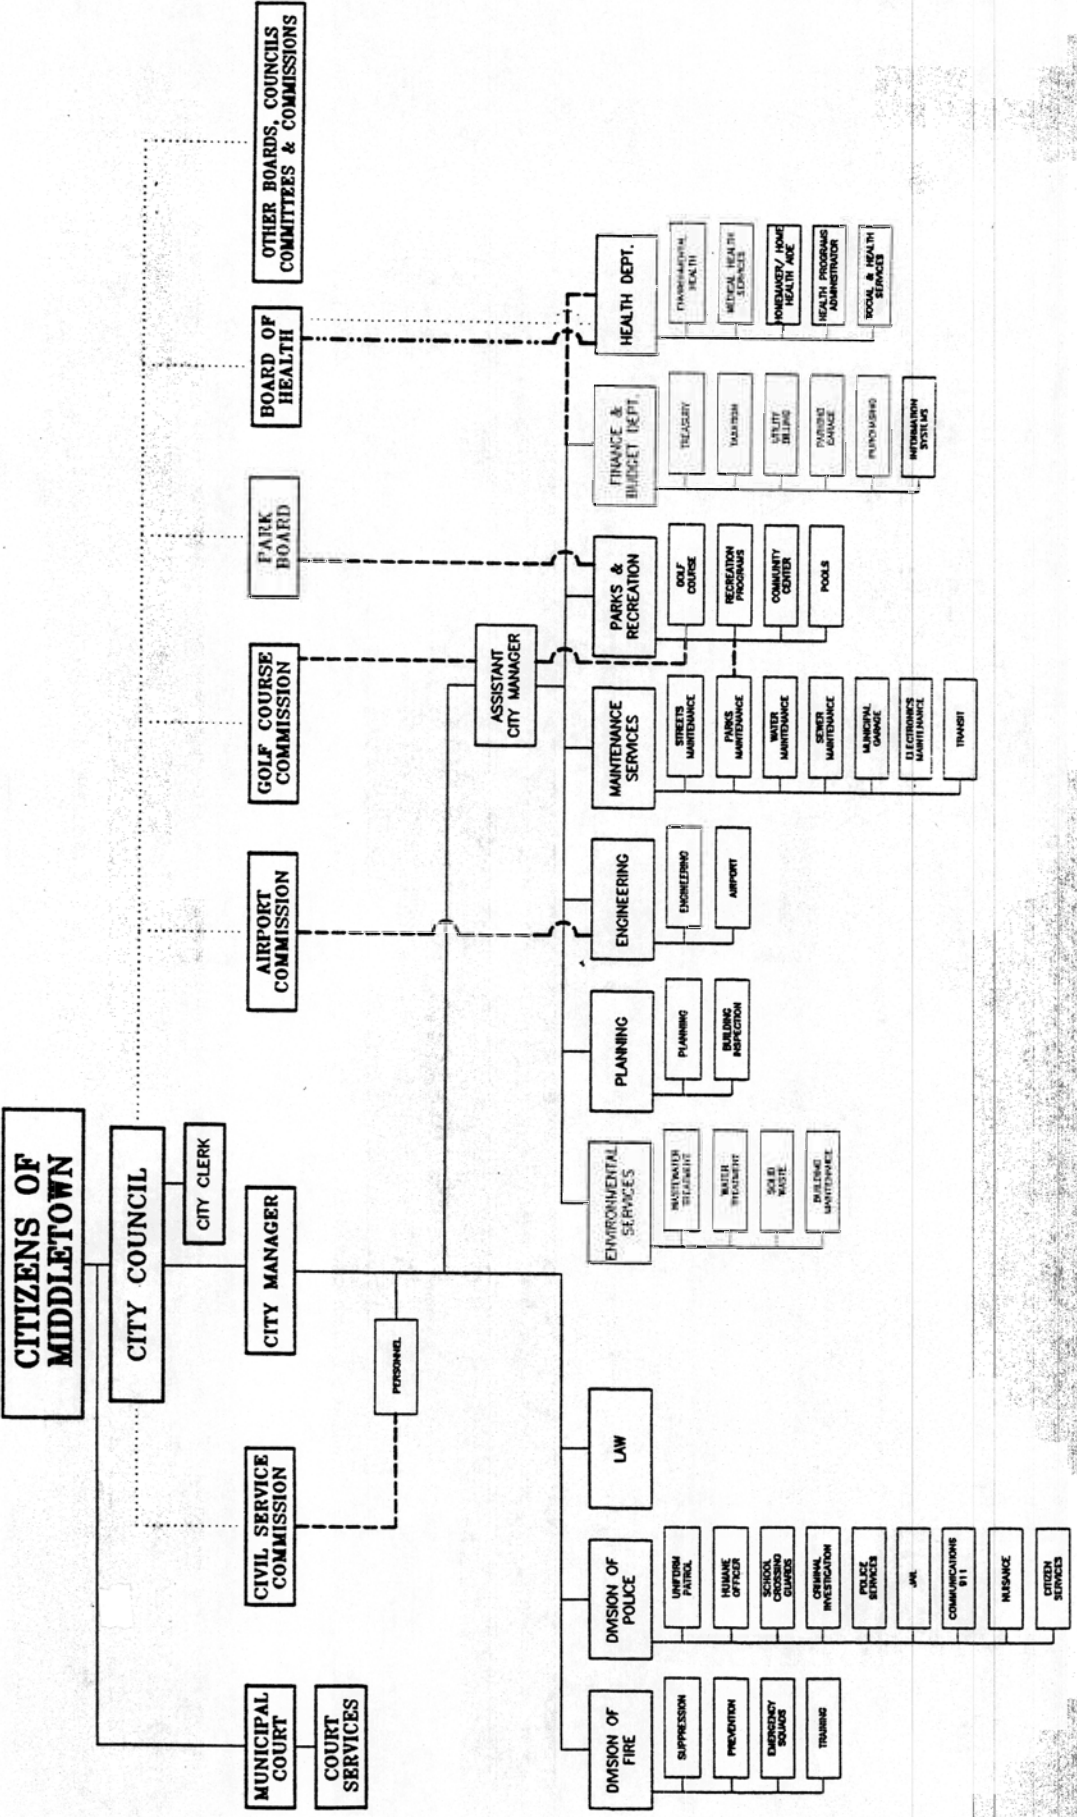 CITIZENS OF
MIDDLETOWN
CITY COUNCIL
CITY CLERK
MUNICIPAL
COURT
COURT
SERVICES
CIVIL SERVICE
COMMISSION
CITY MANAGER
AIRPORT
COMMISSION
GOLF COURSE
COMMISSION
PARK
BOARD
BOARD OF
HEALTH
OTHER BOARDS, COUNCILS
COMMITTEES & COMMISSIONS
PERSONNEL
ASSISTANT
CITY MANAGER
DIVISION OF
FIRE
SUPPRESSION
PREVENTION
EMERGENCY
SQUADS
TRAINING
DIVISION OF
POLICE
UNIFORM
PATROL
HUMANE
OFFICER
SCHOOL
CROSSING
GUARDS
CRIMINAL
INVESTIGATION
POLICE
SERVICES
JAIL
COMMUNICATIONS
911
NUISANCE
CITIZEN
SERVICES
LAW
ENVIRONMENTAL
SERVICES
WASTEWATER
TREATMENT
WATER
TREATMENT
SOLID
WASTE
BUILDING
MAINTENANCE
PLANNING
PLANNING
BUILDING
INSPECTION
ENGINEERING
ENGINEERING
AIRPORT
MAINTENANCE
SERVICES
STREETS
MAINTENANCE
PARKS
MAINTENANCE
WATER
MAINTENANCE
SEWER
MAINTENANCE
MUNICIPAL
GARAGE
ELECTRONICS
MAINTENANCE
TRANSIT
PARKS &
RECREATION
GOLF
COURSE
RECREATION
PROGRAMS
COMMUNITY
CENTER
POOLS
FINANCE &
BUDGET DEPT.
TREASURY
TAXATION
UTILITY
BILLING
PARKING
GARAGE
PURCHASING
INFORMATION
SYSTEMS
HEALTH DEPT.
ENVIRONMENTAL
HEALTH
MEDICAL HEALTH
SERVICES
HOMEMAKER/ HOME
HEALTH AIDE
HEALTH PROGRAMS
ADMINISTRATOR
SOCIAL & HEALTH
SERVICES